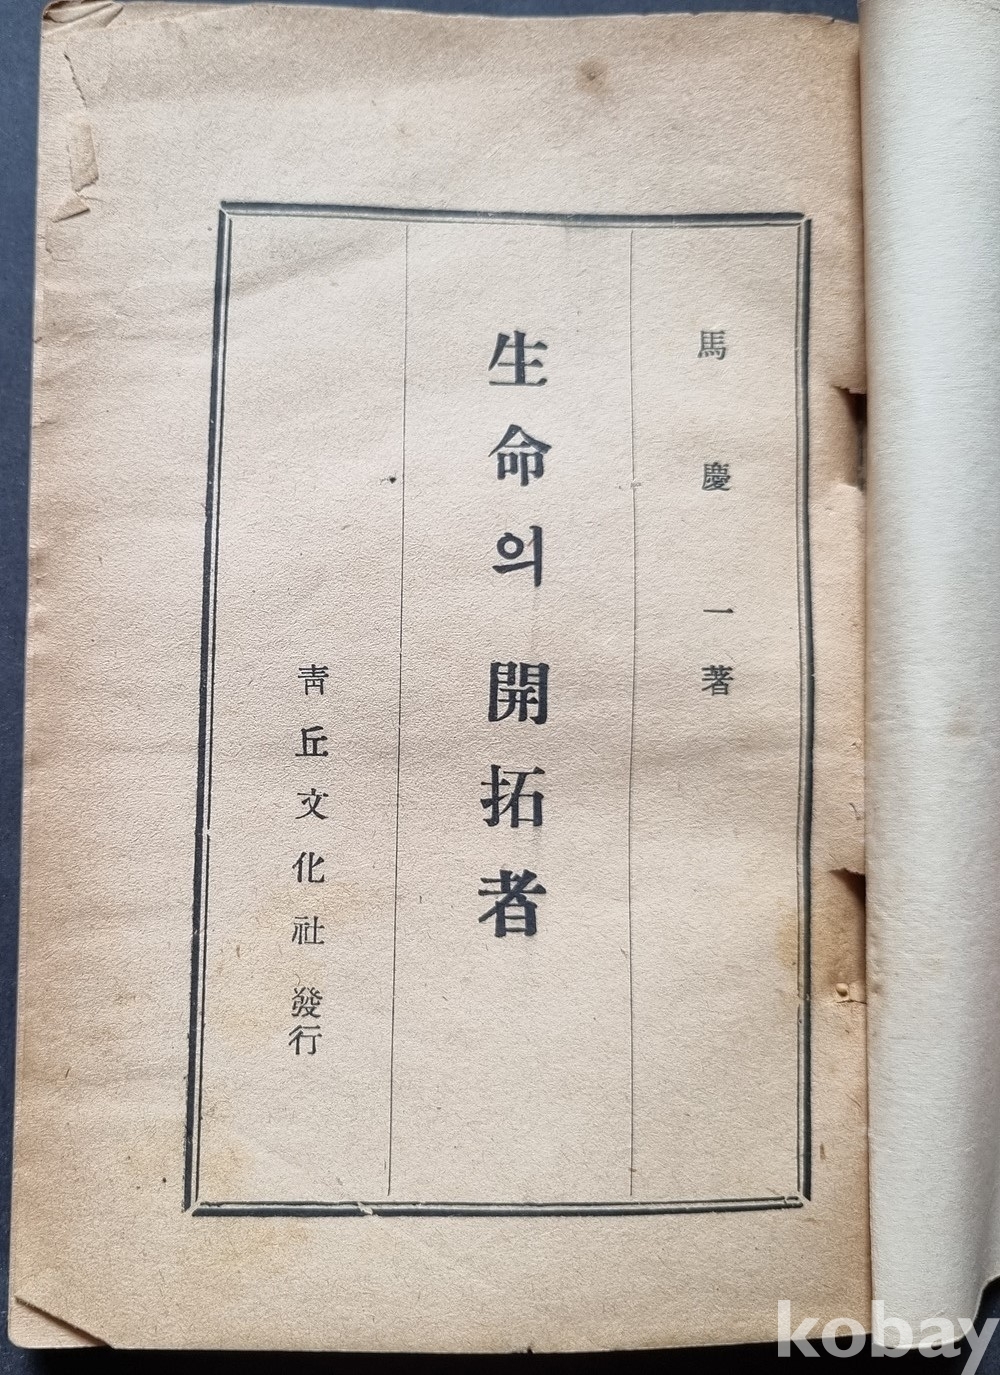 馬慶一著
生命의 開拓者
靑丘文化社 發行
kobay